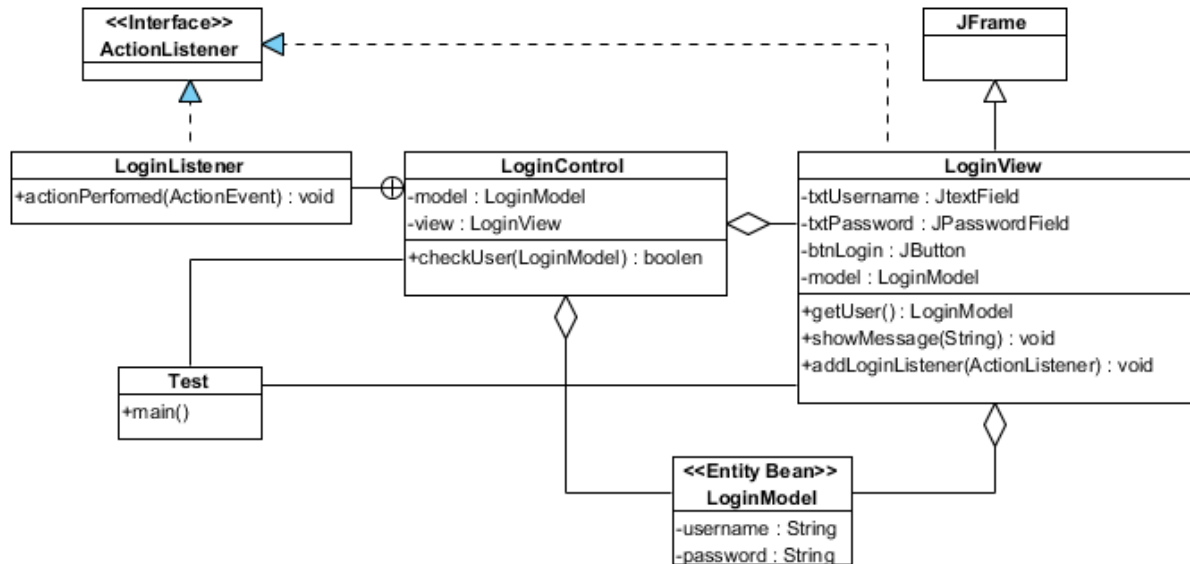 <<Interface>>
ActionListener
JFrame
LoginListener
+actionPerfomed(ActionEvent) : void
LoginControl
-model : LoginModel
-view : LoginView
+checkUser(LoginModel) : boolen
LoginView
-txtUsername : JtextField
-txtPassword : JPasswordField
-btnLogin : JButton
-model : LoginModel
+getUser() : LoginModel
+showMessage(String) : void
+addLoginListener(ActionListener) : void
Test
+main()
<<Entity Bean>>
LoginModel
-username : String
-password : String